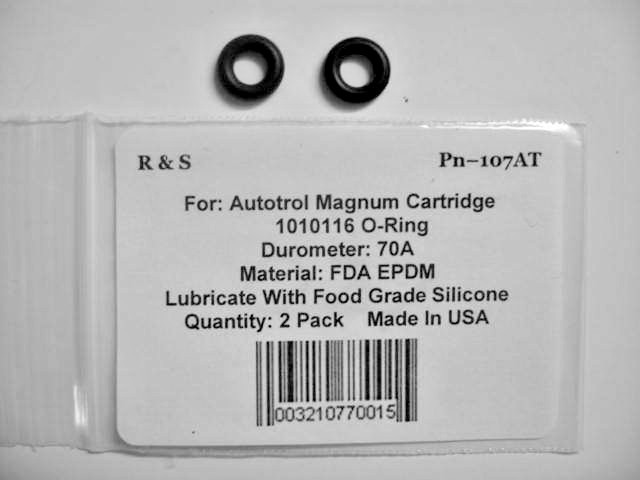 R & S Pn–107AT
For: Autotrol Magnum Cartridge
1010116 O-Ring
Durometer: 70A
Material: FDA EPDM
Lubricate With Food Grade Silicone
Quantity: 2 Pack Made In USA
003210770015